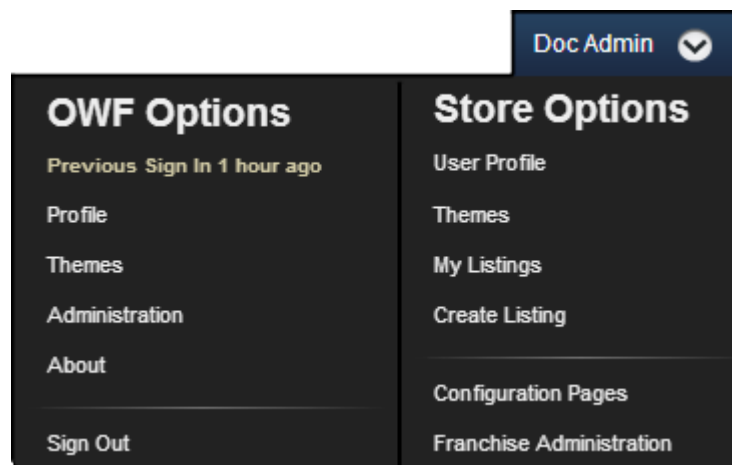 Doc Admin
OWF Options
Previous Sign In 1 hour ago
Profile
Themes
Administration
About
Sign Out
Store Options
User Profile
Themes
My Listings
Create Listing
Configuration Pages
Franchise Administration